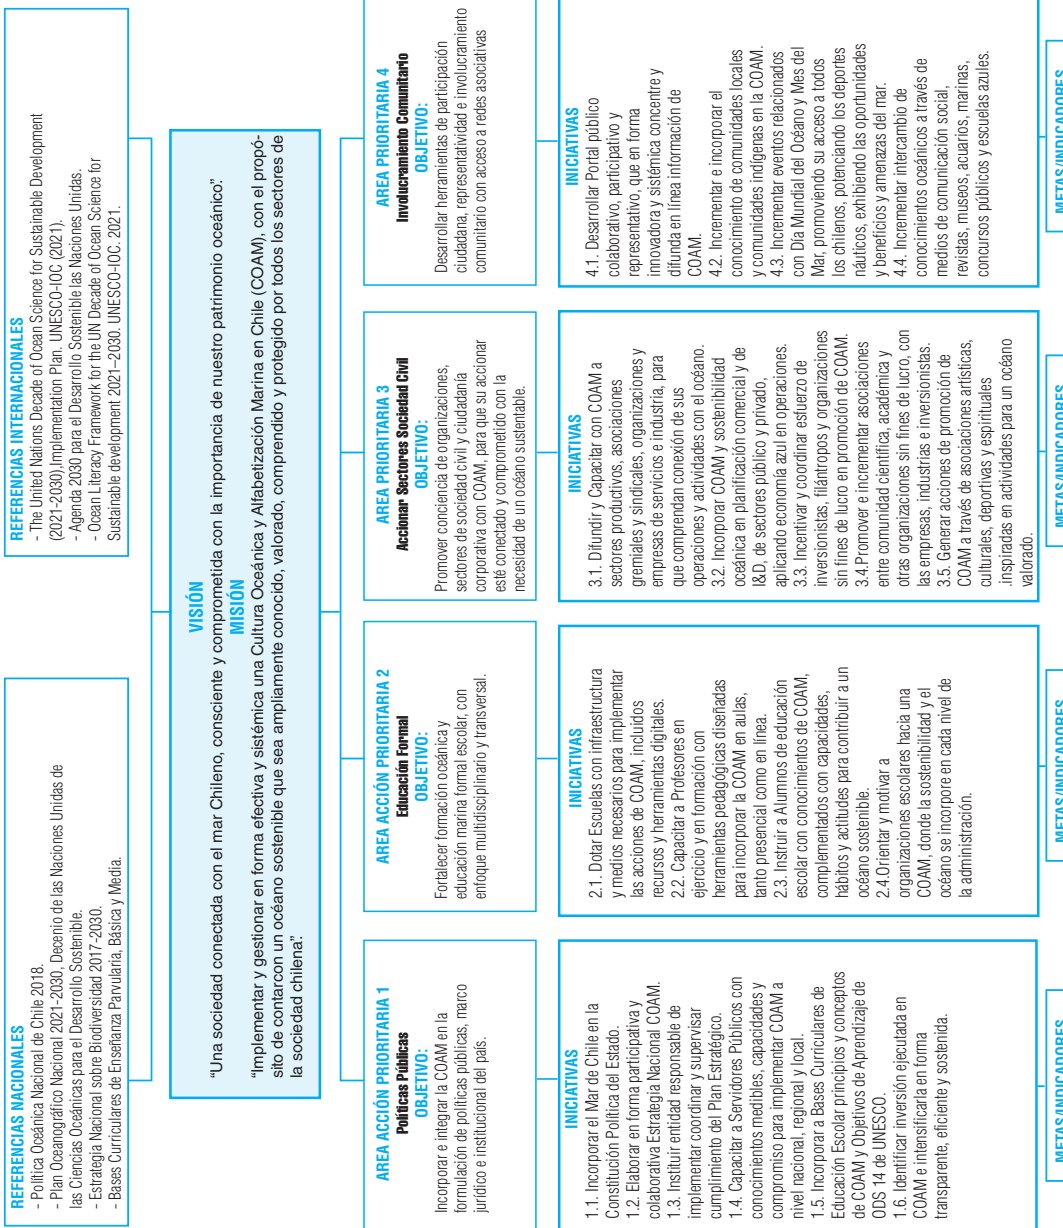 REFERENCIAS NACIONALES
- Política Oceánica Nacional de Chile 2018.
- Plan Oceanográfico Nacional 2021-2030, Decenio de las Naciones Unidas de
las Ciencias Oceánicas para el Desarrollo Sostenible.
- Estrategia Nacional sobre Biodiversidad 2017-2030.
- Bases Curriculares de Enseñanza Parvularia, Básica y Media.
REFERENCIAS INTERNACIONALES
- The United Nations Decade of Ocean Science for Sustainable Development
(2021-2030),Implementation Plan. UNESCO-IOC (2021).
- Agenda 2030 para el Desarrollo Sostenible las Naciones Unidas.
- Ocean Literacy Framework for the UN Decade of Ocean Science for
Sustainable development 2021–2030. UNESCO-IOC. 2021.
VISIÓN
“Una sociedad conectada con el mar Chileno, consciente y comprometida con la importancia de nuestro patrimonio oceánico”.
MISIÓN
“Implementar y gestionar en forma efectiva y sistémica una Cultura Oceánica y Alfabetización Marina en Chile (COAM), con el propó-
sito de contarcon un océano sostenible que sea ampliamente conocido, valorado, comprendido y protegido por todos los sectores de
la sociedad chilena”.
AREA ACCIÓN PRIORITARIA 1
Políticas Públicas
OBJETIVO:
Incorporar e integrar la COAM en la
formulación de políticas públicas, marco
jurídico e institucional del país.
AREA ACCIÓN PRIORITARIA 2
Educación Formal
OBJETIVO:
Fortalecer formación oceánica y
educación marina formal escolar, con
enfoque multidisciplinario y transversal.
AREA PRIORITARIA 3
Accionar Sectores Sociedad Civil
OBJETIVO:
Promover conciencia de organizaciones,
sectores de sociedad civil y ciudadanía
corporativa con COAM, para que su accionar
esté conectado y comprometido con la
necesidad de un océano sustentable.
AREA PRIORITARIA 4
Involucramiento Comunitario
OBJETIVO:
Desarrollar herramientas de participación
ciudadana, representatividad e involucramiento
comunitario con acceso a redes asociativas
INICIATIVAS
1.1. Incorporar el Mar de Chile en la
Constitución Política del Estado.
1.2. Elaborar en forma participativa y
colaborativa Estrategia Nacional COAM.
1.3. Instituir entidad responsable de
implementar coordinar y supervisar
cumplimiento del Plan Estratégico.
1.4. Capacitar a Servidores Públicos con
conocimientos medibles, capacidades y
compromiso para implementar COAM a
nivel nacional, regional y local.
1.5. Incorporar a Bases Curriculares de
Educación Escolar principios y conceptos
de COAM y Objetivos de Aprendizaje de
ODS 14 de UNESCO.
1.6. Identificar inversión ejecutada en
COAM e intensificarla en forma
transparente, eficiente y sostenida.
INICIATIVAS
2.1. Dotar Escuelas con infraestructura
y medios necesarios para implementar
las acciones de COAM, incluidos
recursos y herramientas digitales.
2.2. Capacitar a Profesores en
ejercicio y en formación con
herramientas pedagógicas diseñadas
para incorporar la COAM en aulas,
tanto presencial como en línea.
2.3. Instruir a Alumnos de educación
escolar con conocimientos de COAM,
complementados con capacidades,
hábitos y actitudes para contribuir a un
océano sostenible.
2.4.Orientar y motivar a
organizaciones escolares hacia una
COAM, donde la sostenibilidad y el
océano se incorpore en cada nivel de
la administración.
INICIATIVAS
3.1. Difundir y Capacitar con COAM a
sectores productivos, asociaciones
gremiales y sindicales, organizaciones y
empresas de servicios e industria, para
que comprendan conexión de sus
operaciones y actividades con el océano.
3.2. Incorporar COAM y sostenibilidad
oceánica en planificación comercial y de
I&D, de sectores público y privado,
aplicando economía azul en operaciones.
3.3. Incentivar y coordinar esfuerzo de
inversionistas, filántropos y organizaciones
sin fines de lucro en promoción de COAM.
3.4.Promover e incrementar asociaciones
entre comunidad científica, académica y
otras organizaciones sin fines de lucro, con
las empresas, industrias e inversionistas.
3.5. Generar acciones de promoción de
COAM a través de asociaciones artísticas,
culturales, deportivas y espirituales
.inspiradas en actividades para un océano
valorado.
INICIATIVAS
4.1. Desarrollar Portal público
colaborativo, participativo y
representativo, que en forma
innovadora y sistémica concentre y
difunda en línea información de
COAM.
4.2. Incrementar e incorporar el
conocimiento de comunidades locales
y comunidades indígenas en la COAM.
4.3. Incrementar eventos relacionados
con Día Mundial del Océano y Mes del
Mar, promoviendo su acceso a todos
los chilenos, potenciando los deportes
náuticos, exhibiendo las oportunidades
y beneficios y amenazas del mar.
4.4. Incrementar intercambio de
conocimientos oceánicos a través de
medios de comunicación social,
revistas, museos, acuarios, marinas,
concursos públicos y escuelas azules.
METAS/INDICADORES
METAS/INDICADORES
METAS/INDICADORES
METAS/INDICADORES